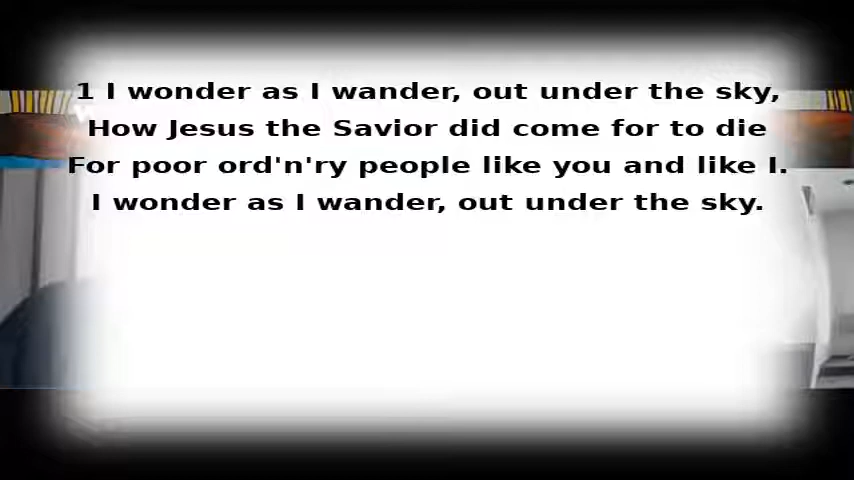 1 I wonder as I wander, out under the sky,
How Jesus the Savior did come for to die
For poor ord'n'ry people like you and like I.
I wonder as I wander, out under the sky.